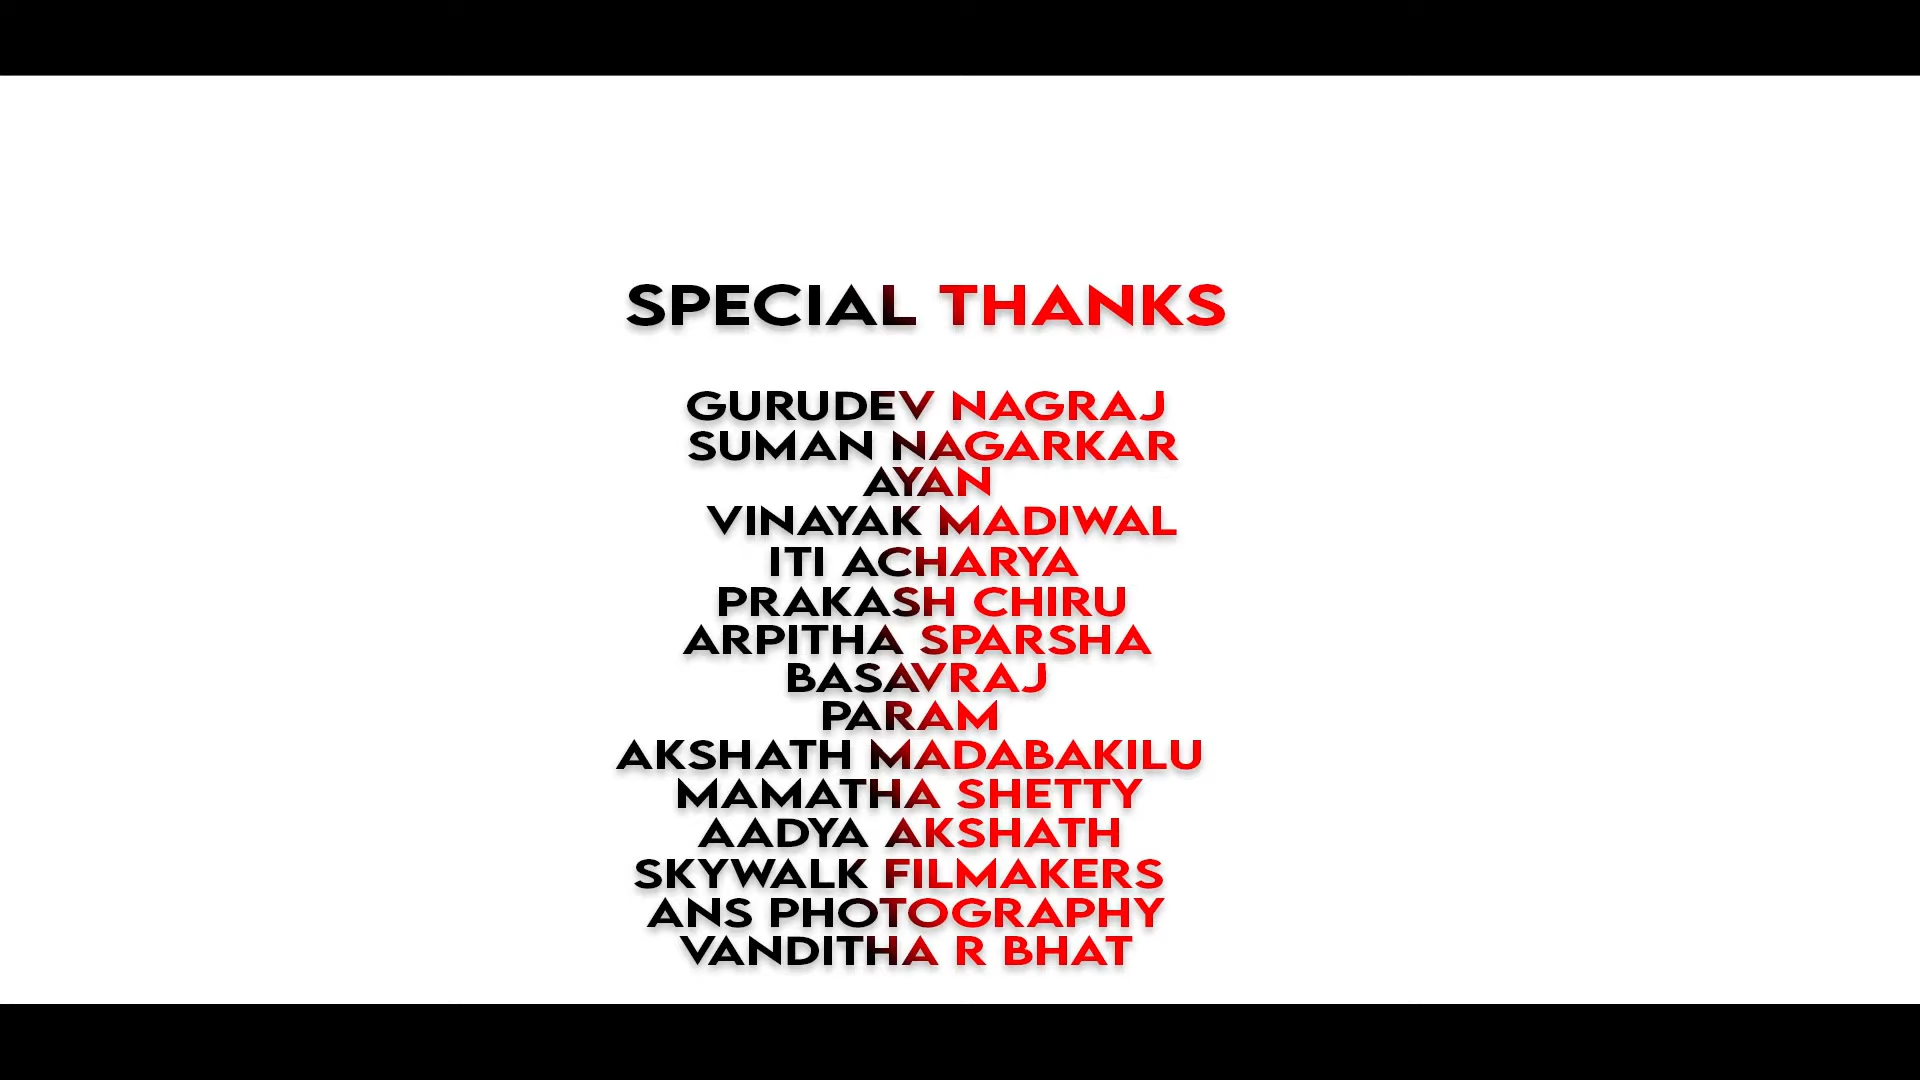 SPECIAL THANKS
GURUDEV NAGRAJ
SUMAN NAGARKAR
AYAN
VINAYAK MADIWAL
ITI ACHARYA
PRAKASH CHIRU
ARPITHA SPARSHA
BASAVRAJ
PARAM
AKSHATH MADABAKILU
MAMATHA SHETTY
AADYA AKSHATH
SKYWALK FILMAKERS
ANS PHOTOGRAPHY
VANDITHA R BHAT